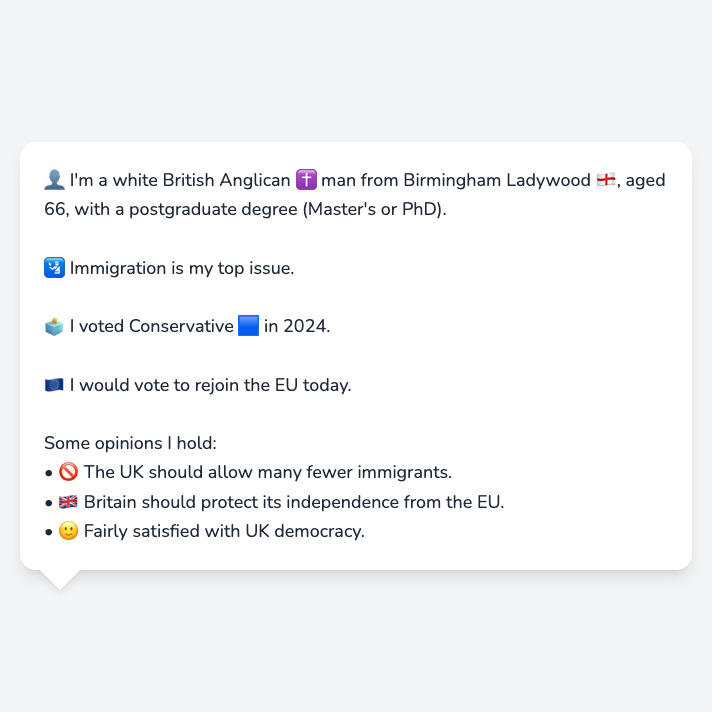 👤 I'm a white British Anglican ✝️ man from Birmingham Ladywood 🏴󠁧󠁢󠁥󠁮󠁧󠁿, aged
66, with a postgraduate degree (Master's or PhD).
🛂 Immigration is my top issue.
🗳️ I voted Conservative 🟦 in 2024.
🇪🇺 I would vote to rejoin the EU today.
Some opinions I hold:
• 🚫 The UK should allow many fewer immigrants.
• 🇬🇧 Britain should protect its independence from the EU.
• 🙂 Fairly satisfied with UK democracy.